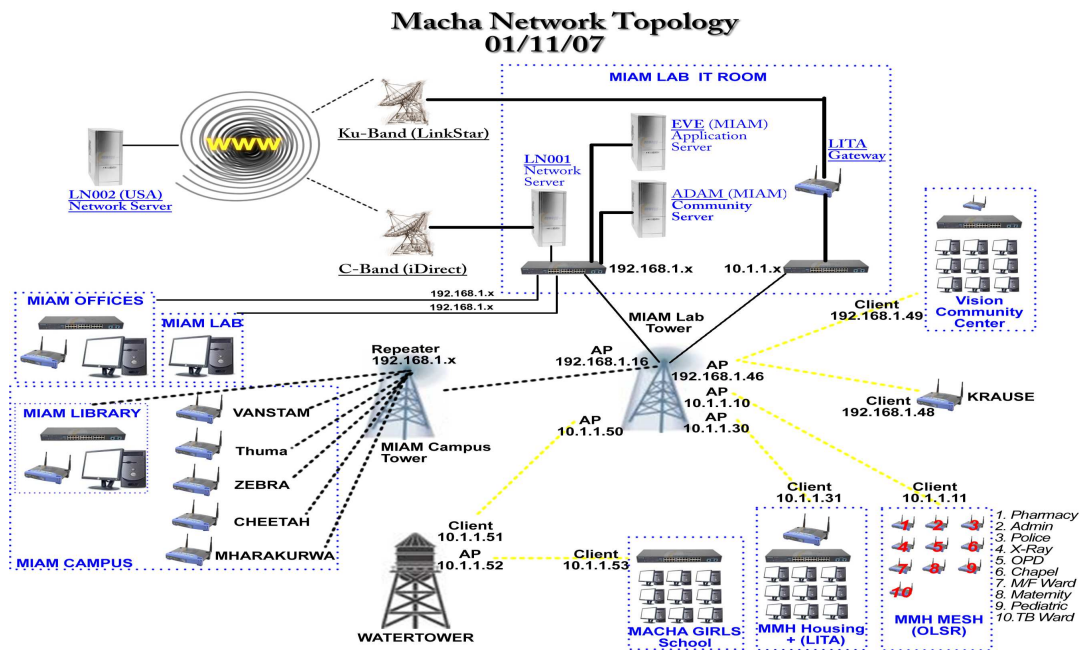 Macha Network Topology
01/11/07
MIAM LAB IT ROOM
WWW
Ku-Band (LinkStar)
EVE (MIAM)
Application
Server
LITA
Gateway
LN001
Network
Server
LN002 (USA)
Network Server
ADAM (MIAM)
Community
Server
C-Band (iDirect)
192.168.1.x
10.1.1.x
192.168.1.x
192.168.1.x
MIAM OFFICES
MIAM LAB
MIAM Lab
Tower
Client
192.168.1.49
Vision
Community
Center
Repeater
192.168.1.x
AP
192.168.1.16
AP
192.168.1.46
AP
10.1.1.10
AP
10.1.1.30
Client
192.168.1.48
KRAUSE
MIAM LIBRARY
VANSTAM
Thuma
ZEBRA
CHEETAH
MHARAKURWA
MIAM CAMPUS
MIAM Campus
Tower
AP
10.1.1.50
Client
10.1.1.51
AP
10.1.1.52
Client
10.1.1.53
Client
10.1.1.31
Client
10.1.1.11
WATERTOWER
MACHA GIRLS
School
MMH Housing
+ (LITA)
1 2 3
4 5 6
7 8 9
10
MMH MESH
(OLSR)
1. Pharmacy
2. Admin
3. Police
4. X-Ray
5. OPD
6. Chapel
7. M/F Ward
8. Maternity
9. Pediatric
10. TB Ward